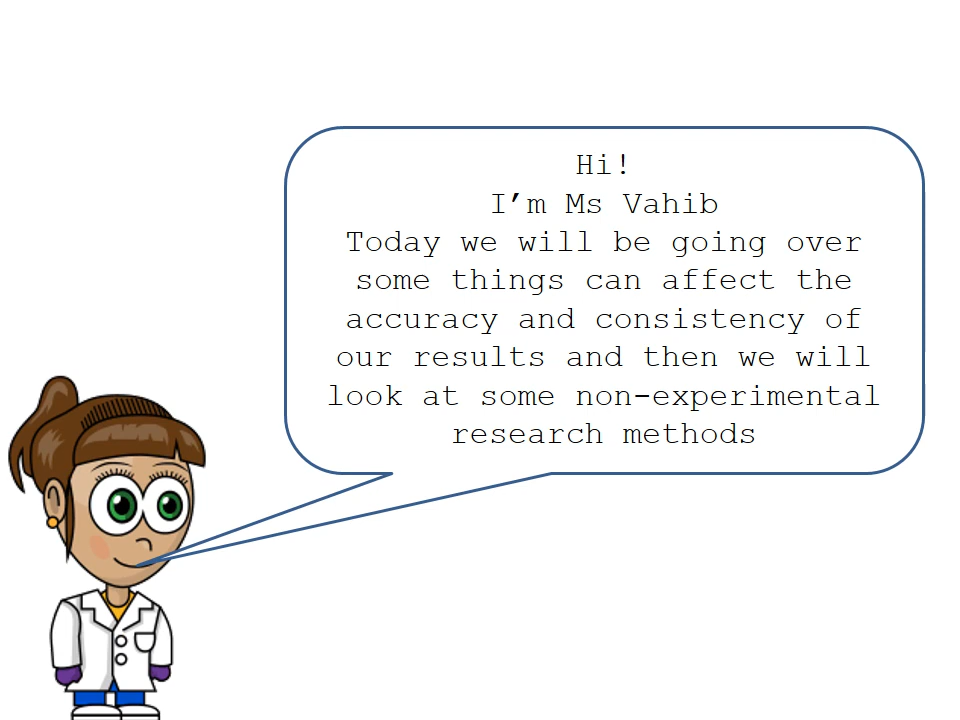 Hi!
I’m Ms Vahib
Today we will be going over
some things can affect the
accuracy and consistency of
our results and then we will
look at some non-experimental
research methods